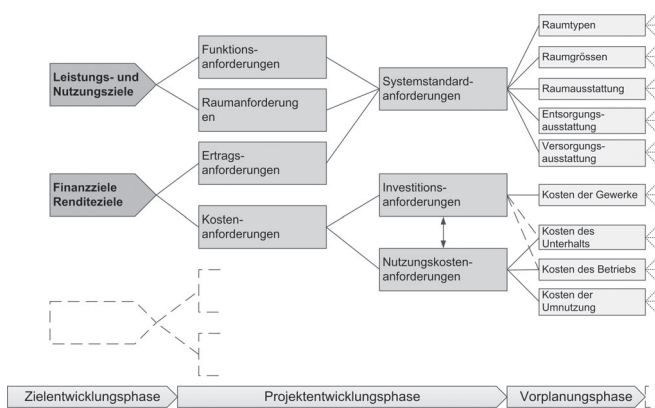 Leistungs- und
Nutzungsziele
Finanzziele
Renditeziele
Funktions-
anforderungen
Raumanforderung
en
Ertrags-
anforderungen
Kosten-
anforderungen
Systemstandard-
anforderungen
Investitions-
anforderungen
Nutzungskosten-
anforderungen
Raumtypen
Raumgrössen
Raumausstattung
Entsorgungs-
ausstattung
Versorgungs-
ausstattung
Kosten der Gewerke
Kosten des
Unterhalts
Kosten des Betriebs
Kosten der
Umnutzung
Zielentwicklungsphase
Projektentwicklungsphase
Vorplanungsphase